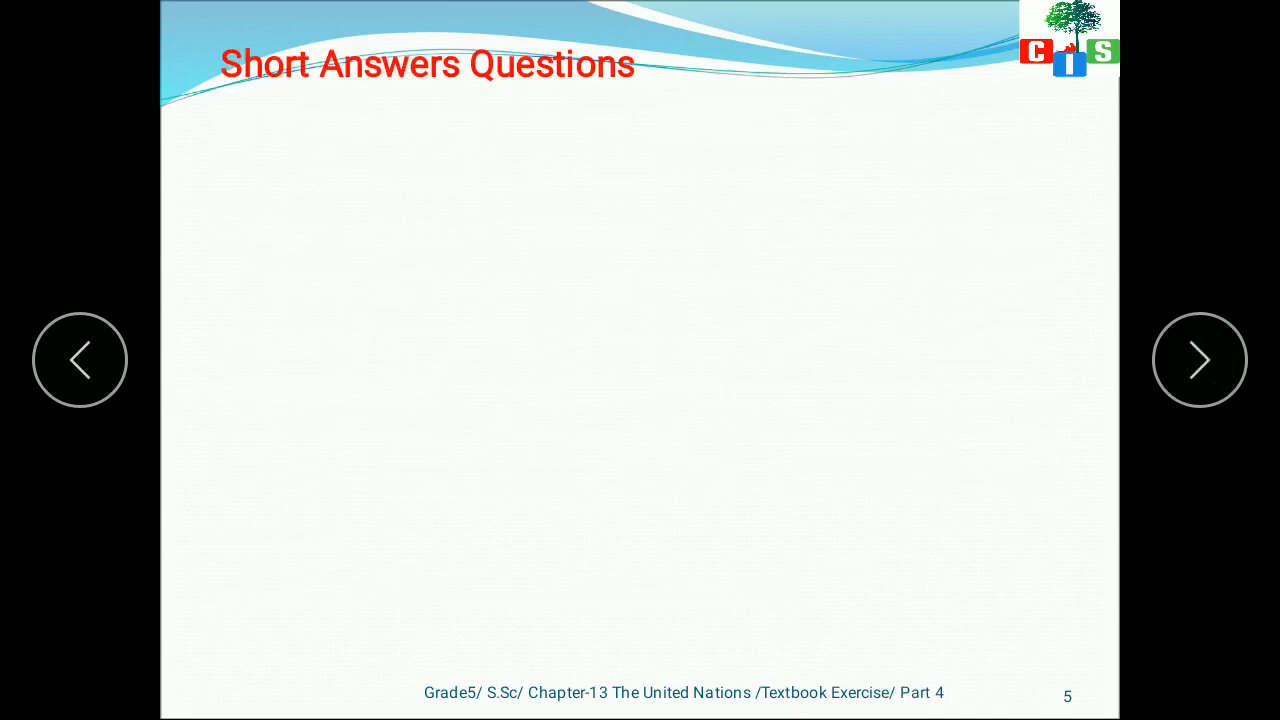 C I S
Short Answers Questions
Grade5/ S.Sc/ Chapter-13 The United Nations /Textbook Exercise/ Part 4
5